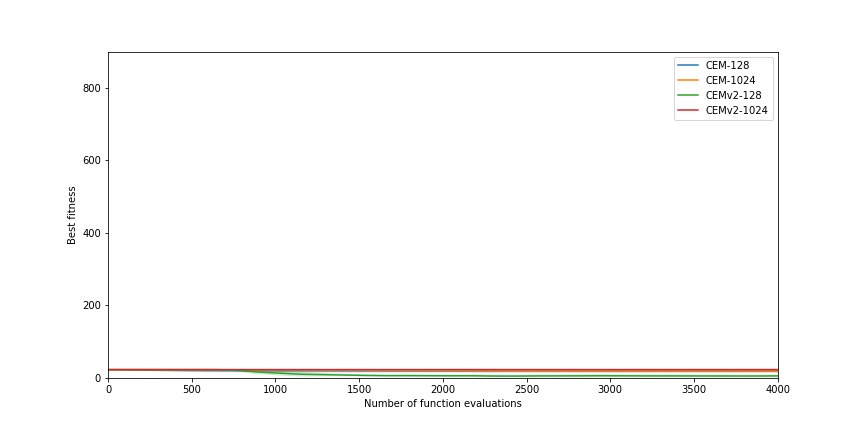 CEM-128
CEM-1024
CEMv2-128
CEMv2-1024
Best fitness
800
600
400
200
0
0 500 1000 1500 2000 2500 3000 3500 4000
Number of function evaluations